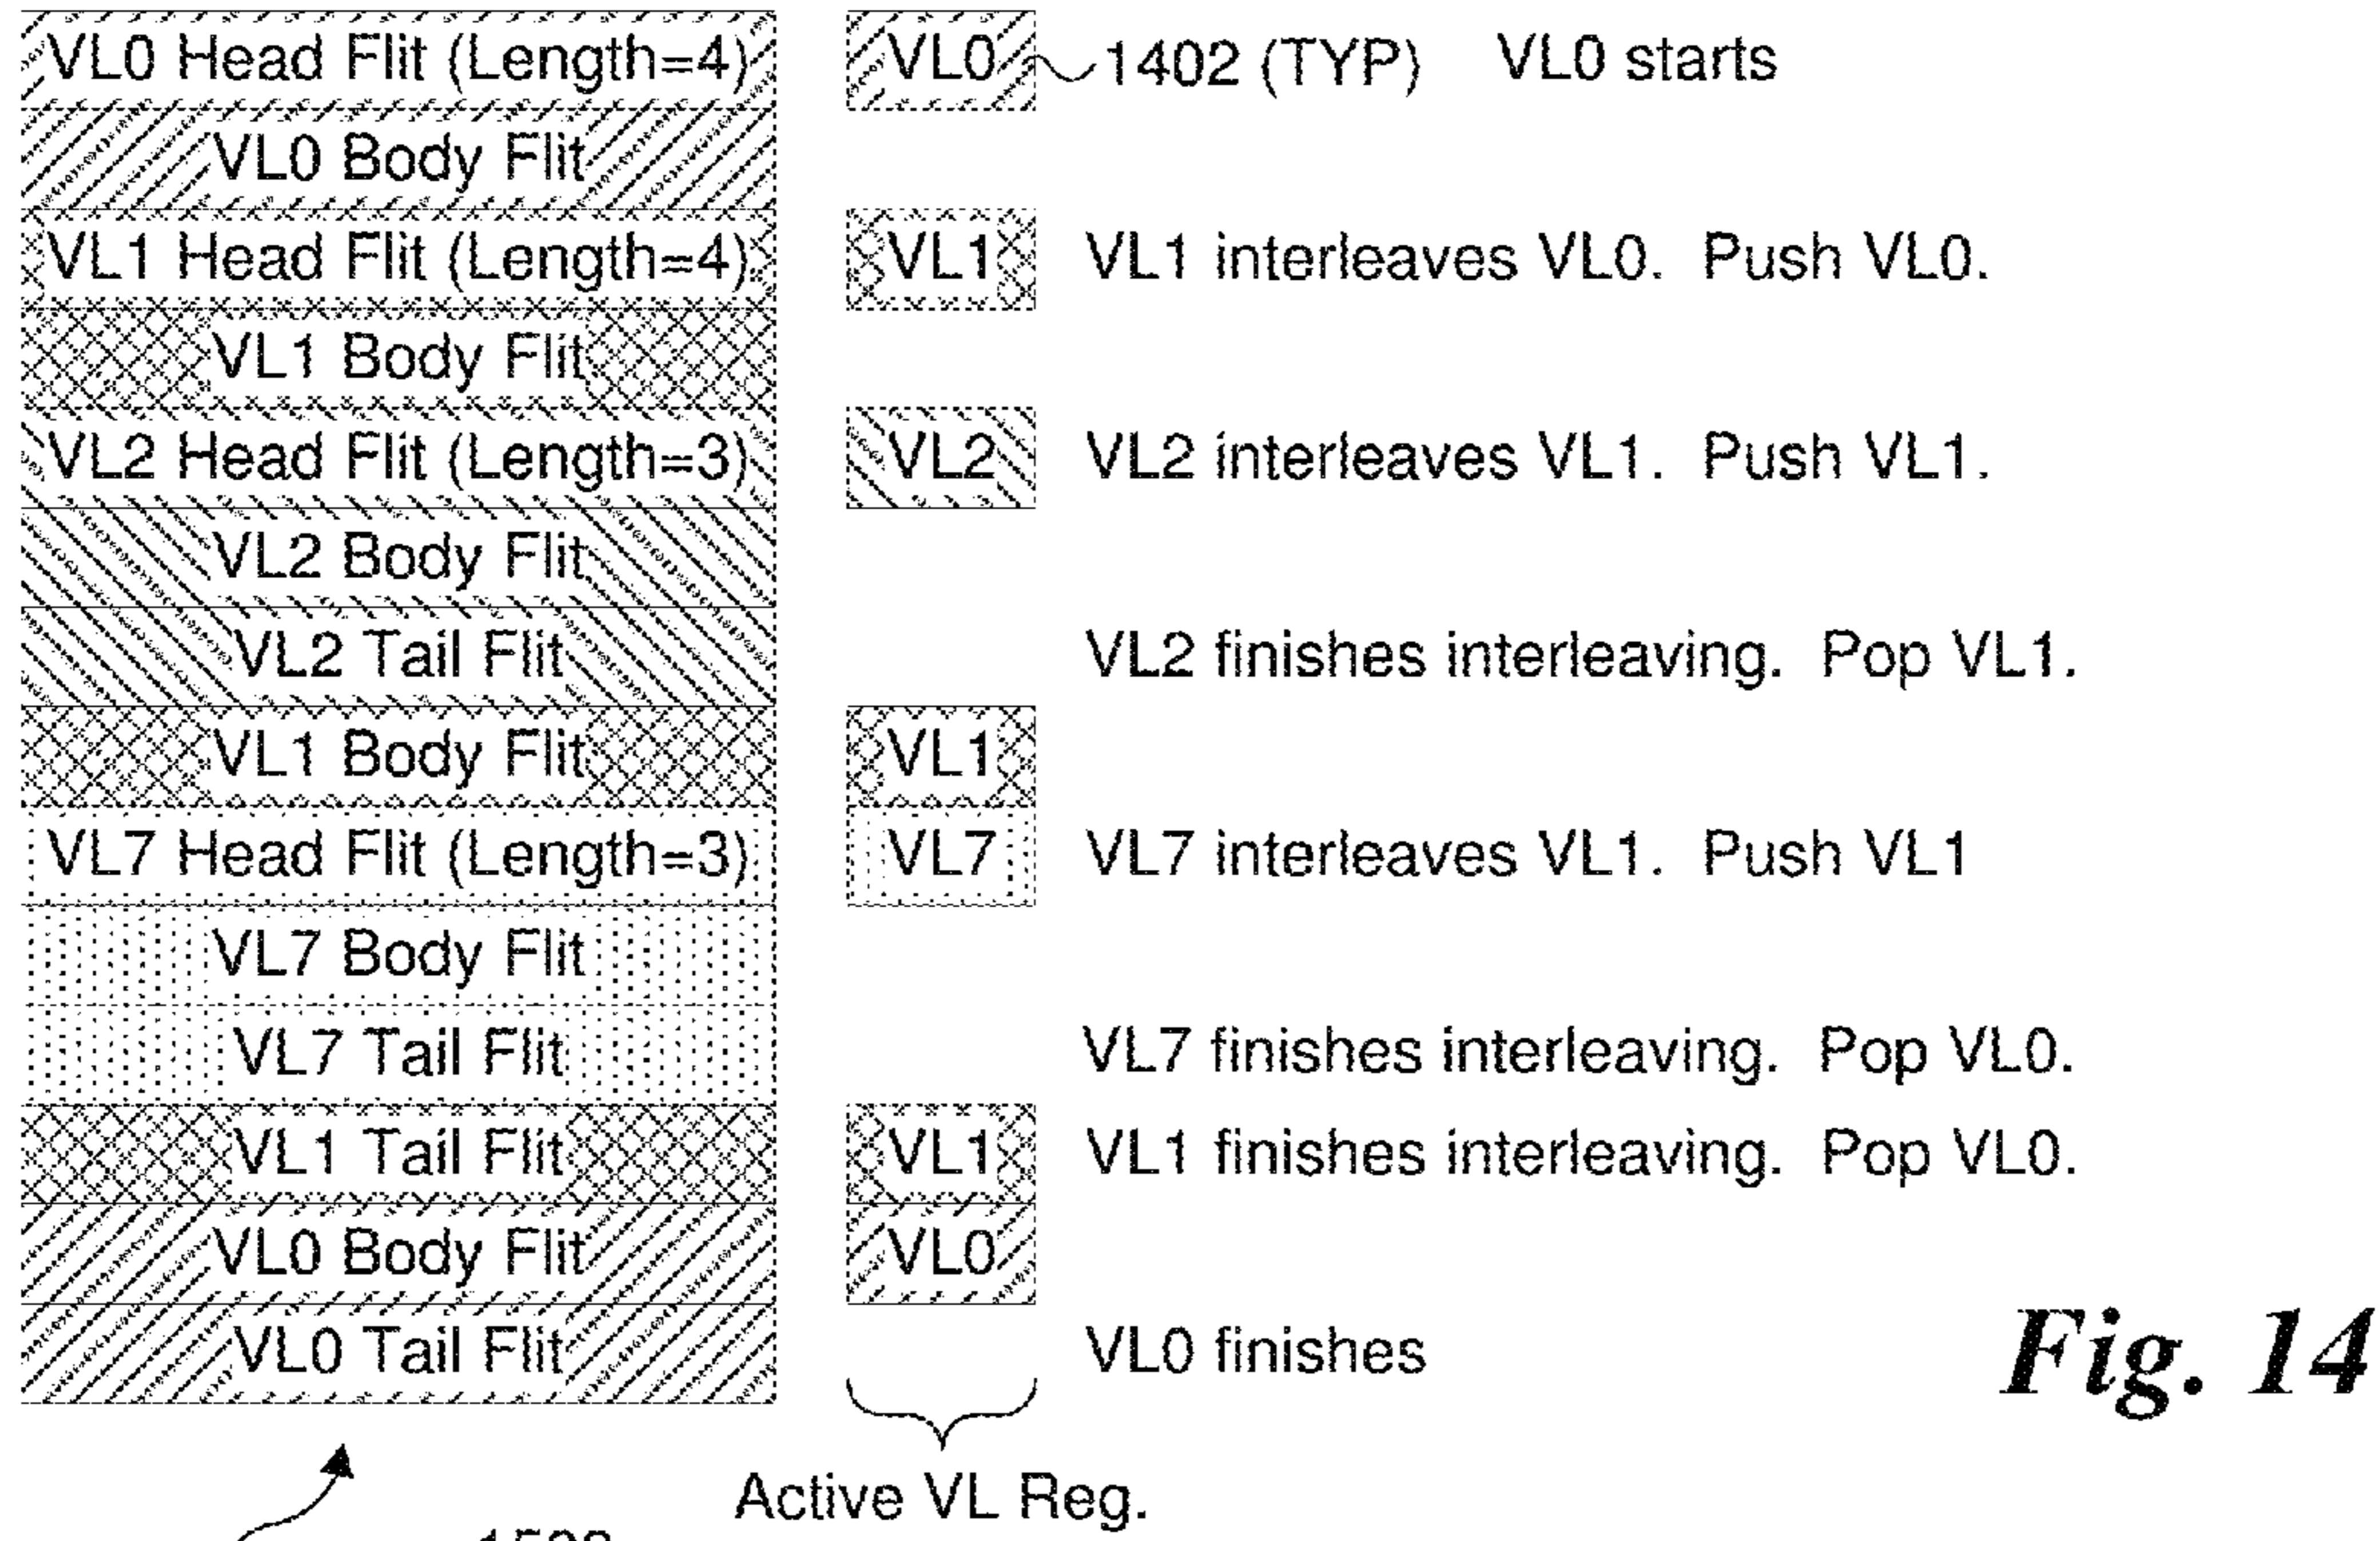 VL0 Head Flit (Length=4) VL0 1402 (TYP) VL0 starts
VL0 Body Flit
VL1 Head Flit (Length=4) VL1 VL1 interleaves VL0. Push VL0.
VL1 Body Flit
VL2 Head Flit (Length=3) VL2 VL2 interleaves VL1. Push VL1.
VL2 Body Flit
VL2 Tail Flit VL2 finishes interleaving. Pop VL1.
VL1 Body Flit VL1
VL7 Head Flit (Length=3) VL7 VL7 interleaves VL1. Push VL1
VL7 Body Flit
VL7 Tail Flit VL7 finishes interleaving. Pop VL0.
VL1 Tail Flit VL1 VL1 finishes interleaving. Pop VL0.
VL0 Body Flit VL0
VL0 Tail Flit VL0 finishes
Fig. 14
Active VL Reg.